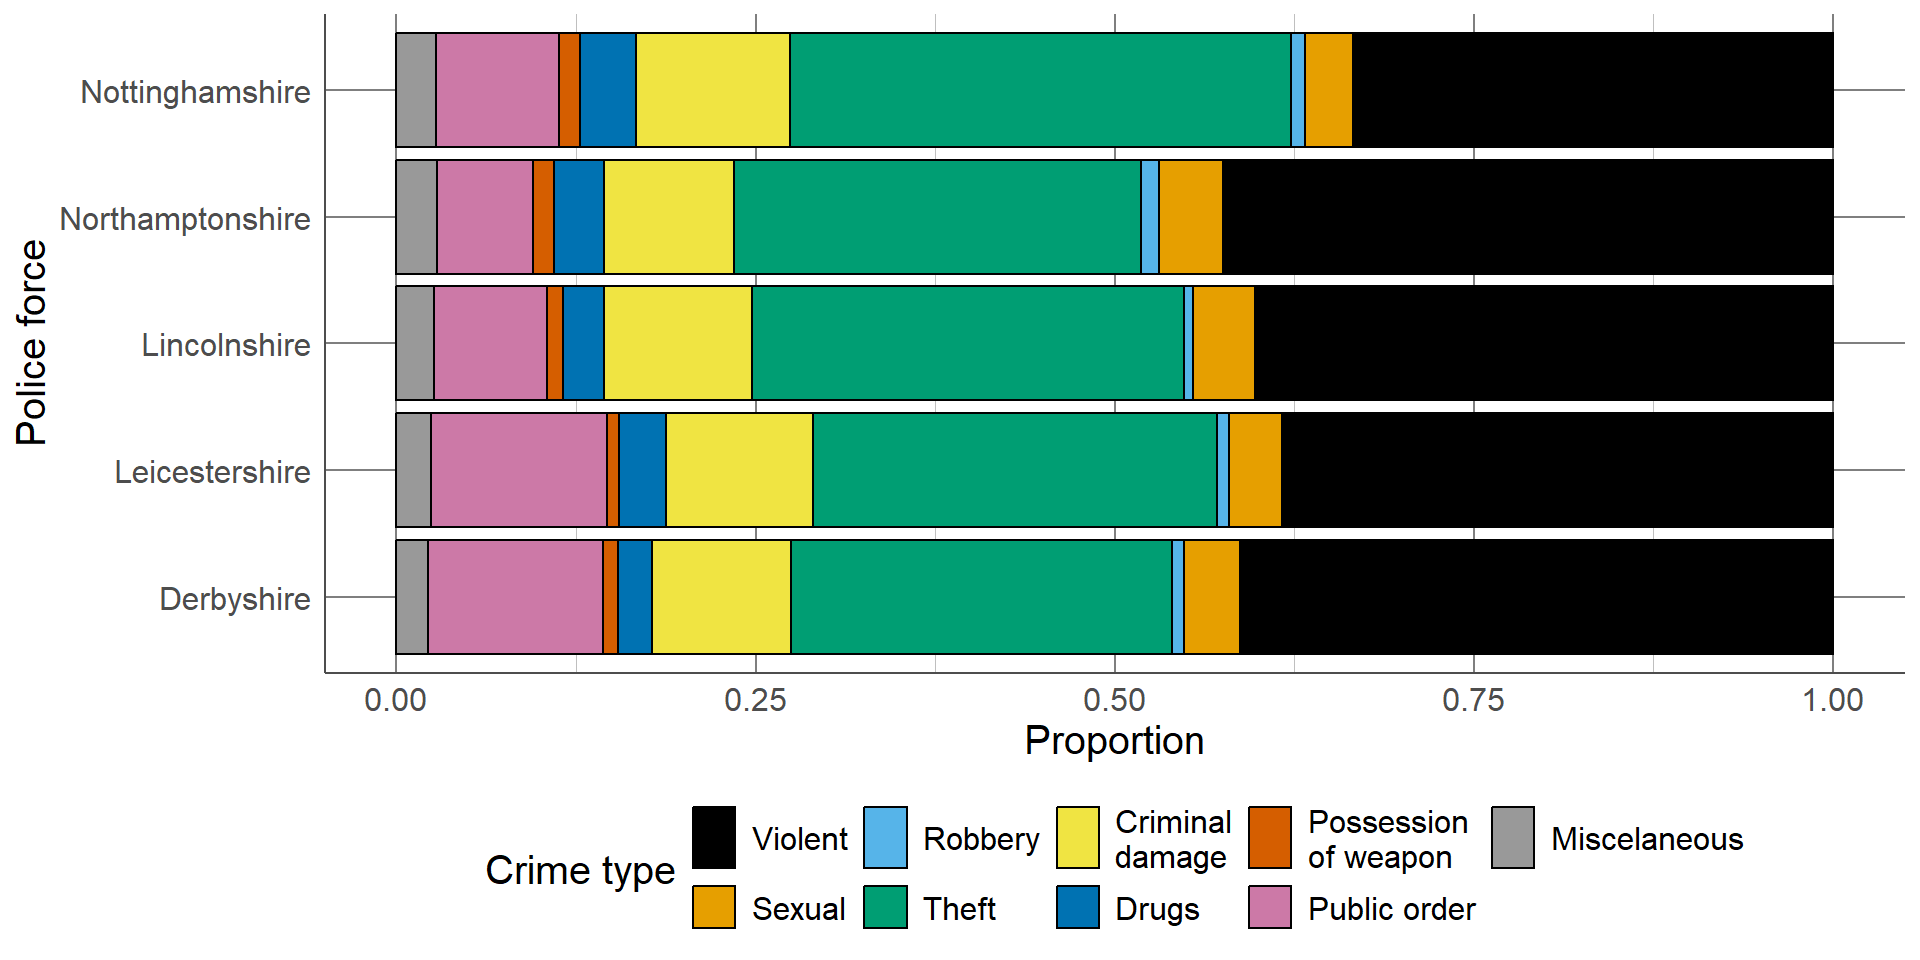 Nottinghamshire
Northamptonshire
Lincolnshire
Leicestershire
Derbyshire
Police force
0.00 0.25 0.50 0.75 1.00
Proportion
Crime type
Violent
Sexual
Robbery
Theft
Criminal
damage
Drugs
Possession
of weapon
Public order
Miscelaneous